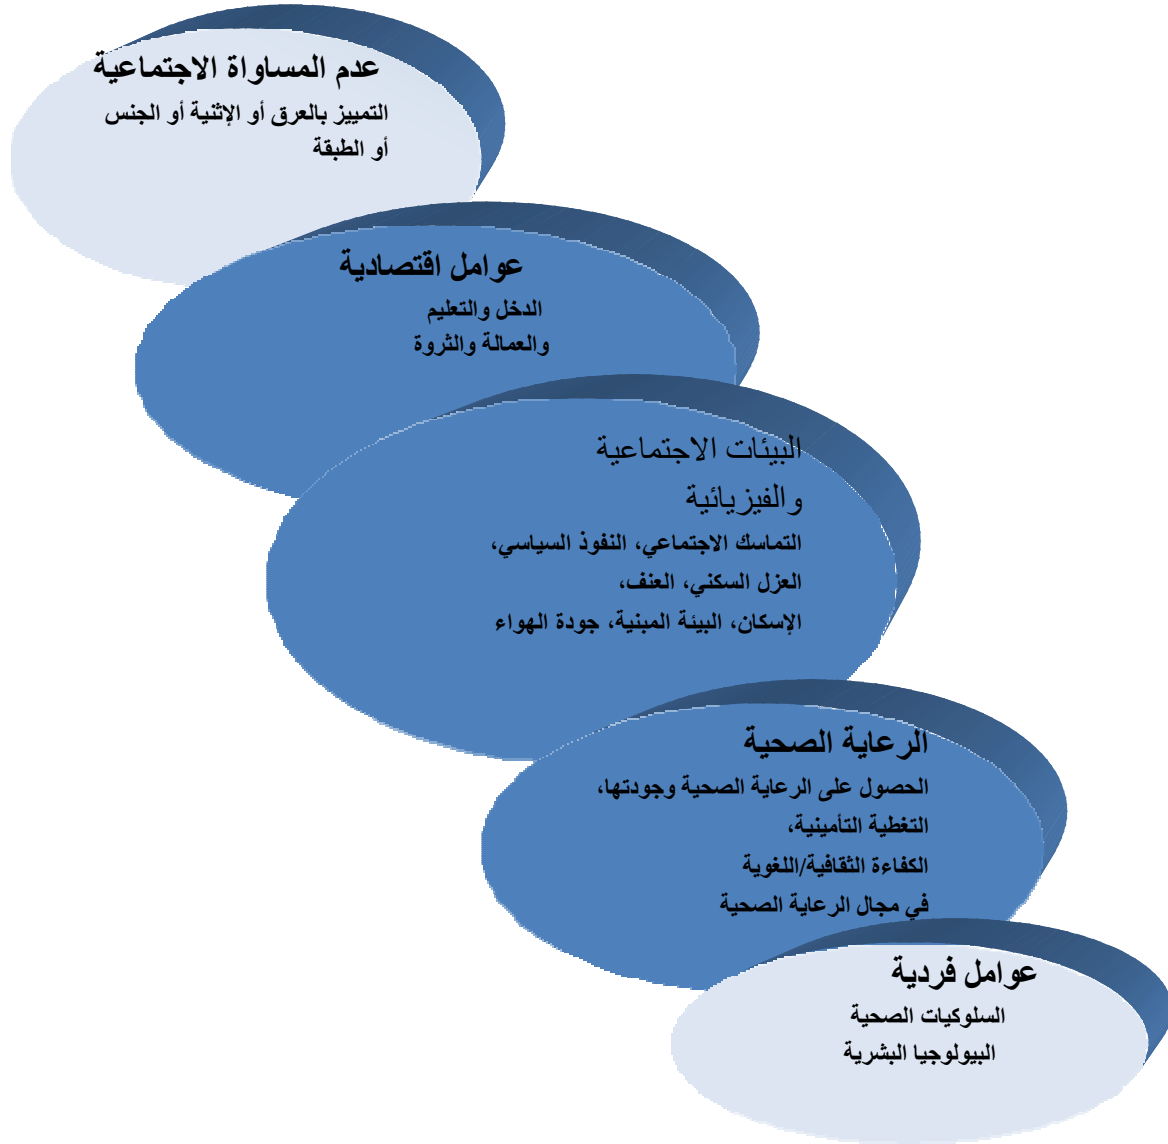 عدم المساواة الاجتماعية
التمييز بالعرق أو الإثنية أو الجنس
أو الطبقة
عوامل اقتصادية
الدخل والتعليم
والعمالة والثروة
البيئات الاجتماعية
والفيزيائية
التماسك الاجتماعي، النفوذ السياسي،
العزل السكني، العنف،
الإسكان، البيئة المبنية، جودة الهواء
الرعاية الصحية
الحصول على الرعاية الصحية وجودتها،
التغطية التأمينية،
الكفاءة الثقافية/اللغوية
في مجال الرعاية الصحية
عوامل فردية
السلوكيات الصحية
البيولوجيا البشرية